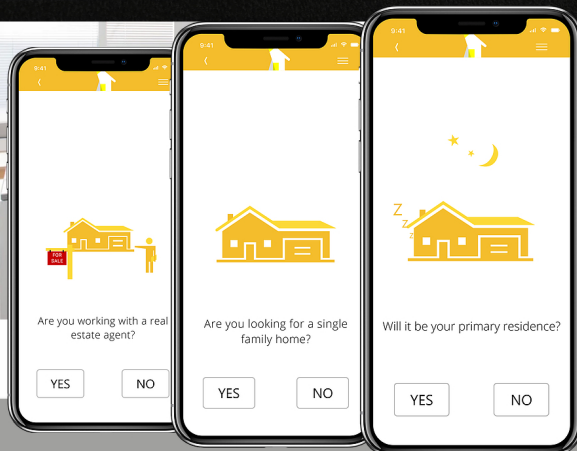 9:41
FOR
SALE
Are you working with a real
estate agent?
YES NO
9:41
Are you looking for a single
family home?
YES NO
9:41
Z
Z
Z
Will it be your primary residence?
YES NO